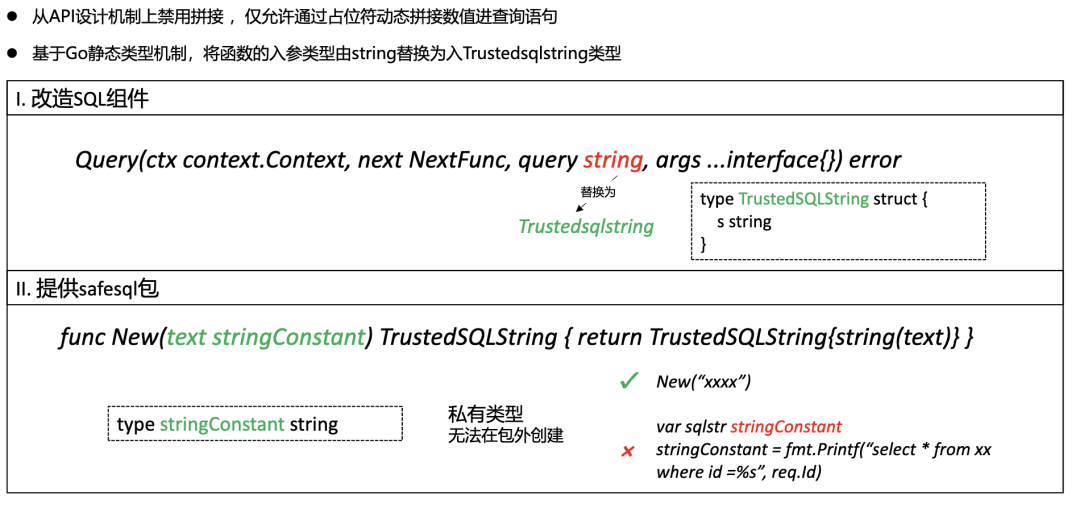 ● 从API设计机制上禁用拼接 ，仅允许通过占位符动态拼接数值进查询语句
● 基于Go静态类型机制，将函数的入参类型由string替换为入Trustedsqlstring类型
I. 改造SQL组件
Query(ctx context.Context, next NextFunc, query string, args ...interface{}) error
替换为
Trustedsqlstring
type TrustedSQLString struct {
s string
}
II. 提供safesql包
func New(text stringConstant) TrustedSQLString { return TrustedSQLString{string(text)} }
✓ New(“xxxx”)
type stringConstant string
私有类型
无法在包外创建
var sqlstr stringConstant
× stringConstant = fmt.Printf(“select * from xx
where id =%s”, req.Id)